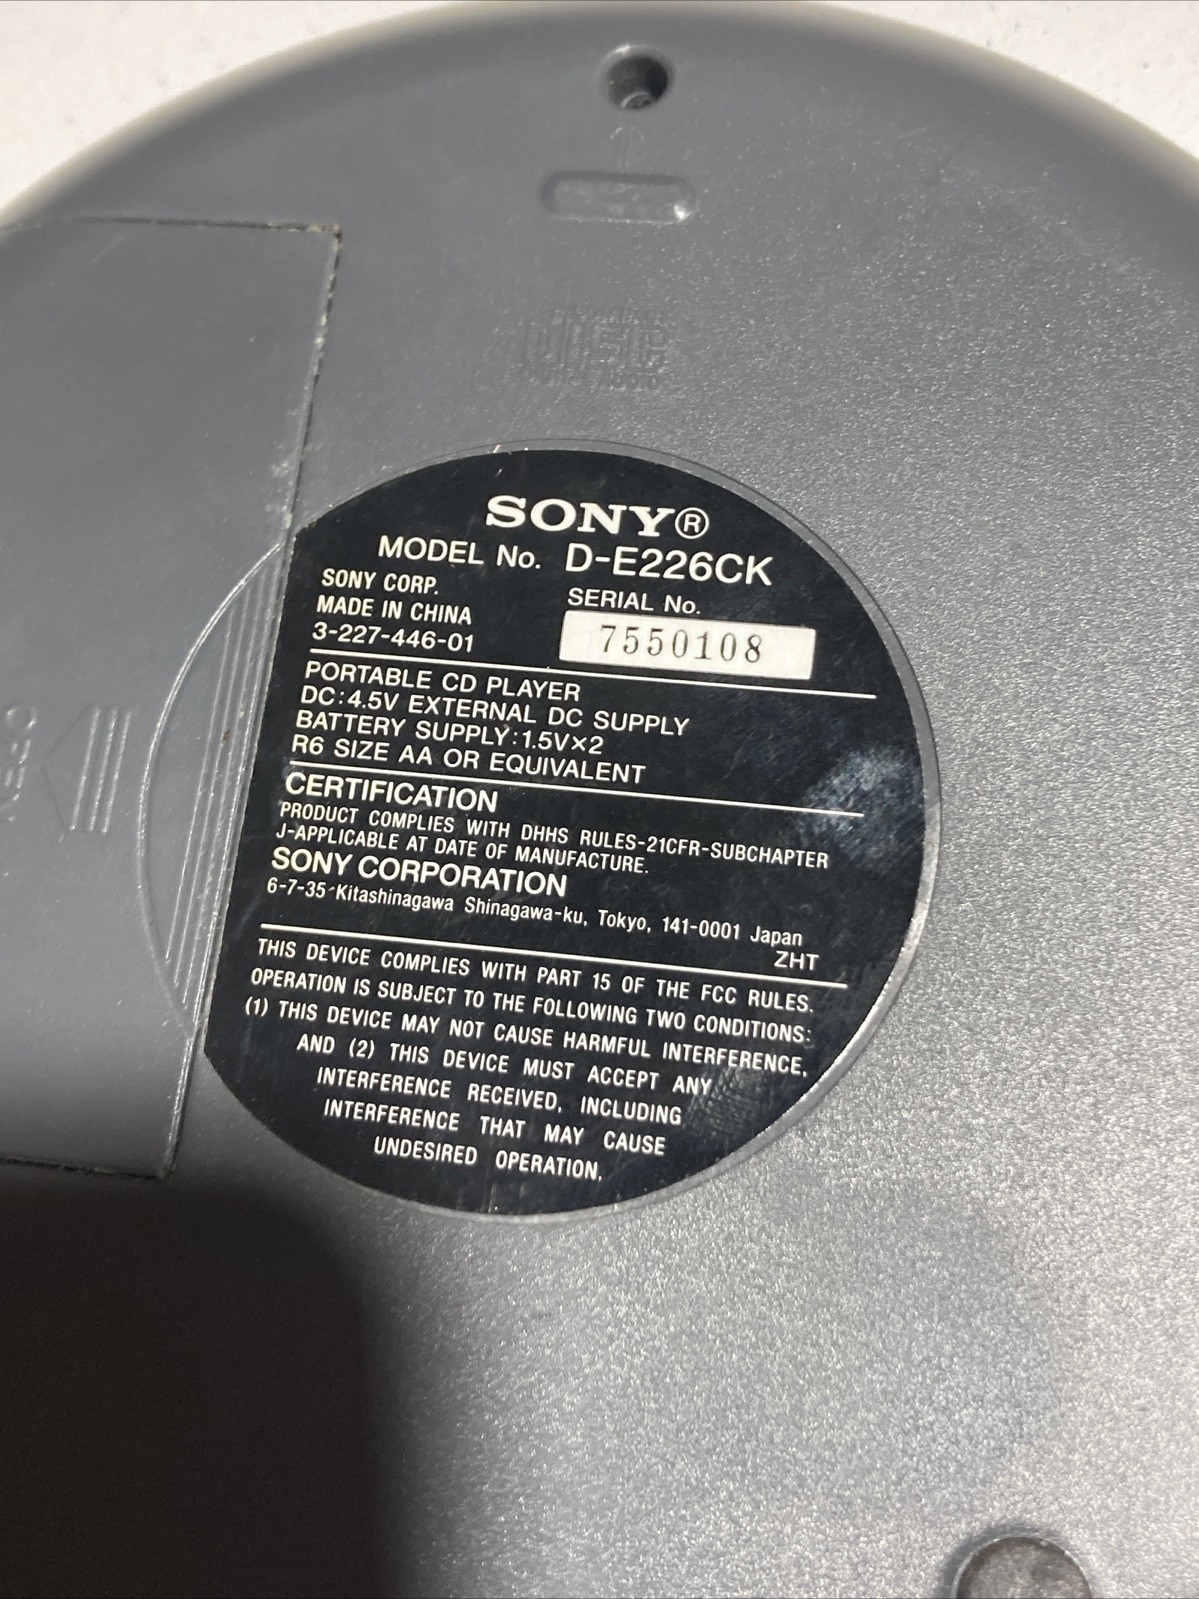 COMPACT
DISC
DIGITAL AUDIO
SONY®
MODEL No. D-E226CK
SONY CORP.
MADE IN CHINA
3-227-446-01
SERIAL No.
7550108
PORTABLE CD PLAYER
DC:4.5V EXTERNAL DC SUPPLY
BATTERY SUPPLY:1.5V×2
R6 SIZE AA OR EQUIVALENT
CERTIFICATION
PRODUCT COMPLIES WITH DHHS RULES-21CFR-SUBCHAPTER
J-APPLICABLE AT DATE OF MANUFACTURE.
SONY CORPORATION
6-7-35 Kitashinagawa Shinagawa-ku, Tokyo, 141-0001 Japan
ZHT
THIS DEVICE COMPLIES WITH PART 15 OF THE FCC RULES.
OPERATION IS SUBJECT TO THE FOLLOWING TWO CONDITIONS:
(1) THIS DEVICE MAY NOT CAUSE HARMFUL INTERFERENCE,
AND (2) THIS DEVICE MUST ACCEPT ANY
INTERFERENCE RECEIVED, INCLUDING
INTERFERENCE THAT MAY CAUSE
UNDESIRED OPERATION.
OPEN